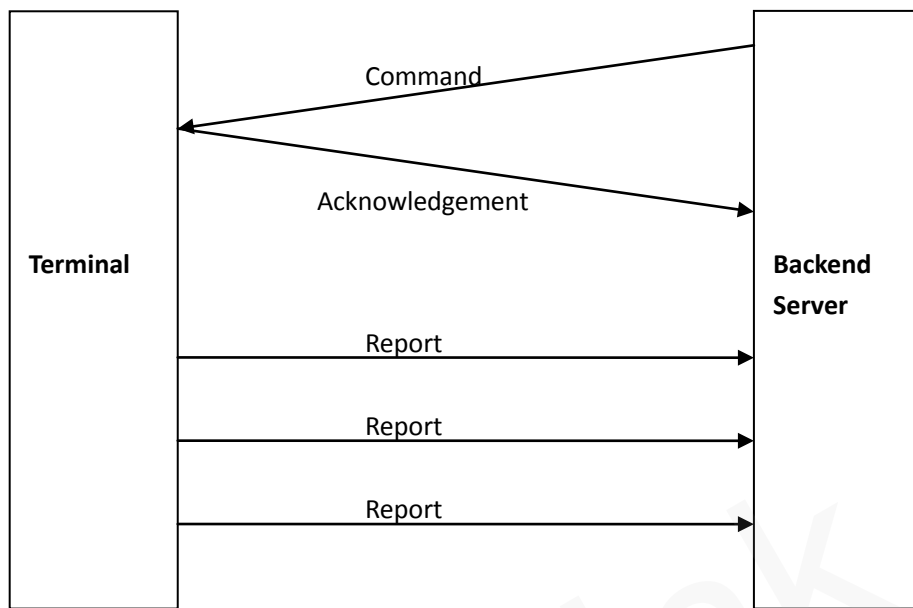 Command
Acknowledgement
Terminal
Backend
Server
Report
Report
Report